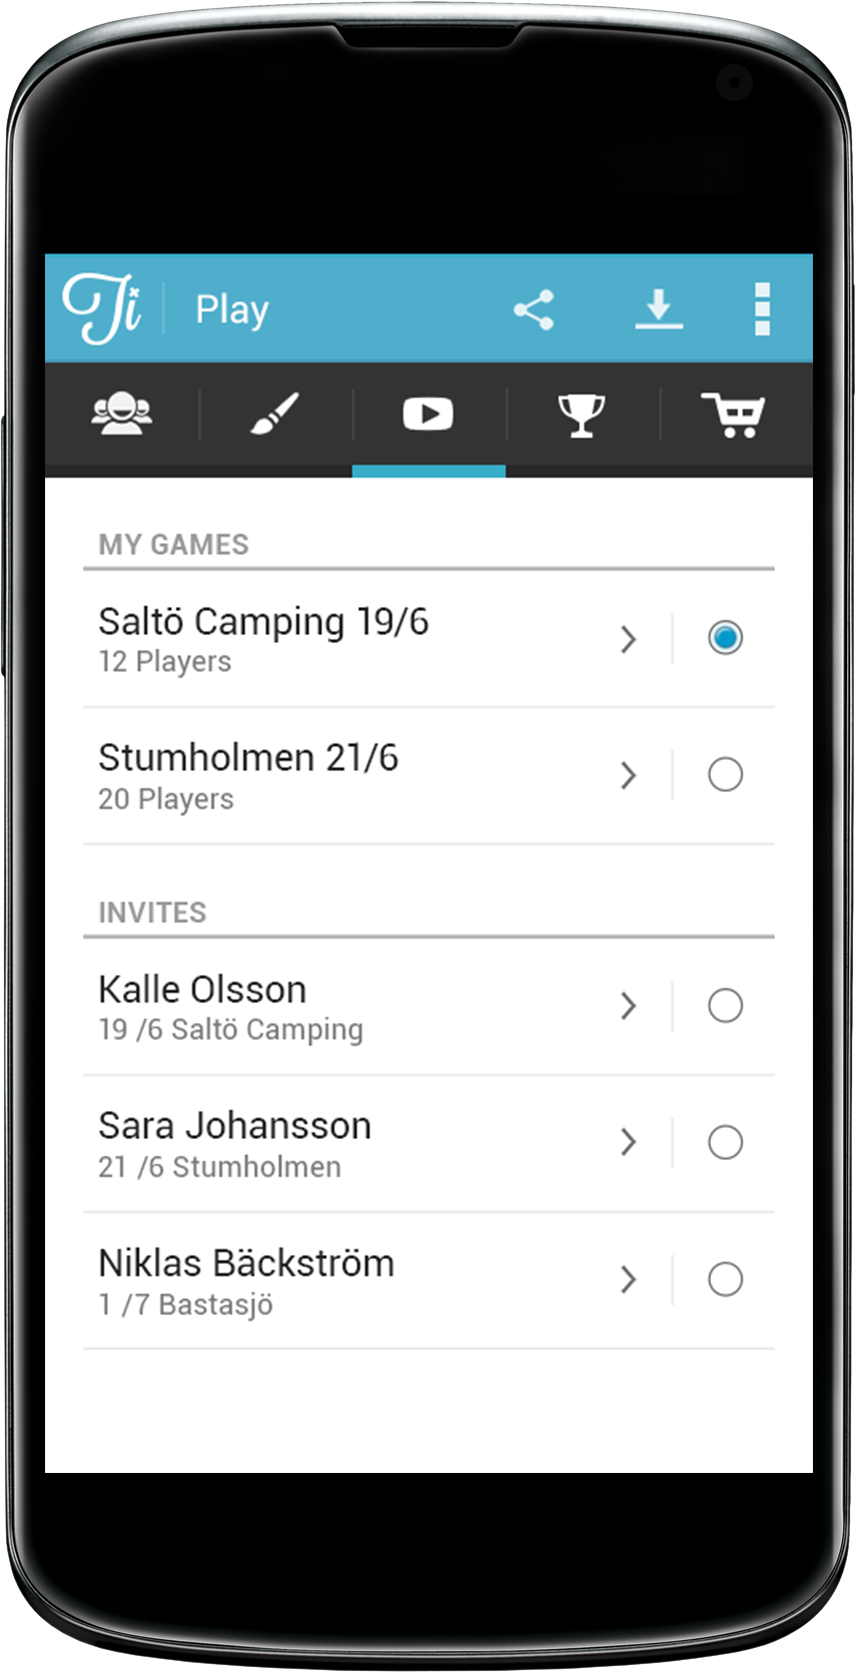 Ti Play
MY GAMES
Saltö Camping 19/6
12 Players
Stumholmen 21/6
20 Players
INVITES
Kalle Olsson
19 /6 Saltö Camping
Sara Johansson
21 /6 Stumholmen
Niklas Bäckström
1 /7 Bastasjö